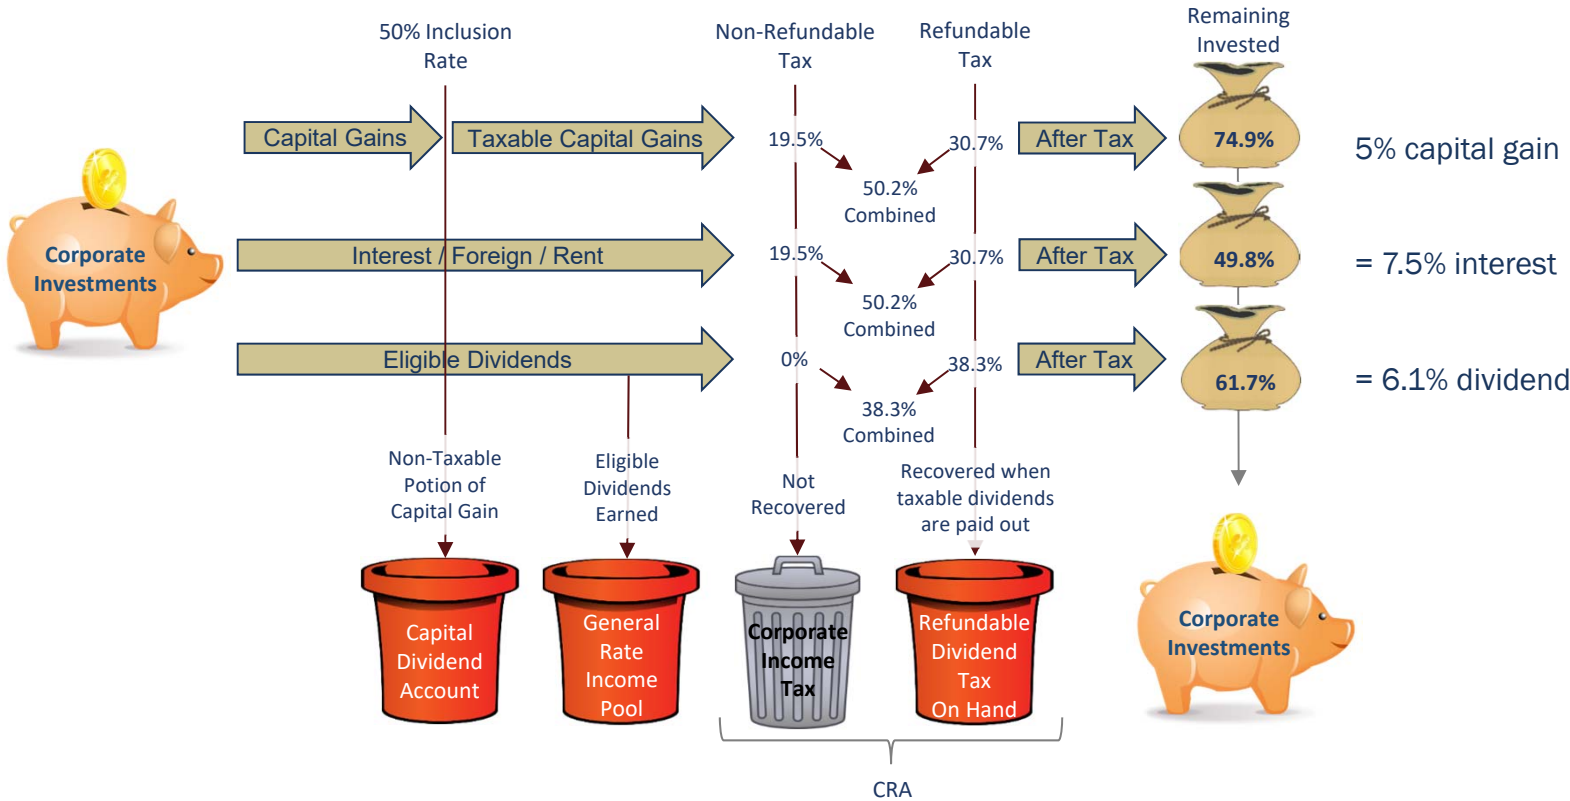 50% Inclusion
Rate
Non-Refundable
Tax
Refundable
Tax
Remaining
Invested
Capital Gains
Taxable Capital Gains
19.5%
30.7%
After Tax
74.9%
5% capital gain
50.2%
Combined
Corporate
Investments
Interest / Foreign / Rent
19.5%
30.7%
After Tax
49.8%
= 7.5% interest
50.2%
Combined
Eligible Dividends
0%
38.3%
After Tax
61.7%
= 6.1% dividend
38.3%
Combined
Non-Taxable
Potion of
Capital Gain
Eligible
Dividends
Earned
Not
Recovered
Recovered when
taxable dividends
are paid out
Capital
Dividend
Account
General
Rate
Income
Pool
Corporate
Income
Tax
Refundable
Dividend
Tax
On Hand
Corporate
Investments
CRA